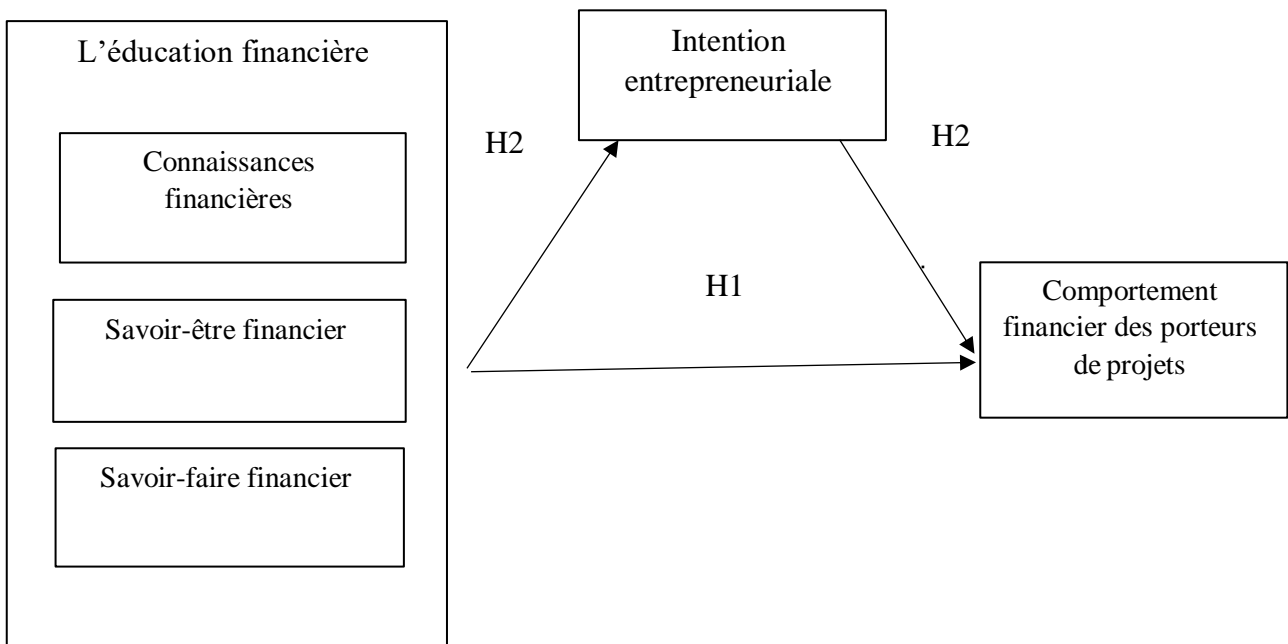 L’éducation financière
Connaissances
financières
Savoir-être financier
Savoir-faire financier
H2
Intention
entrepreneuriale
H2
H1
Comportement
financier des porteurs
de projets